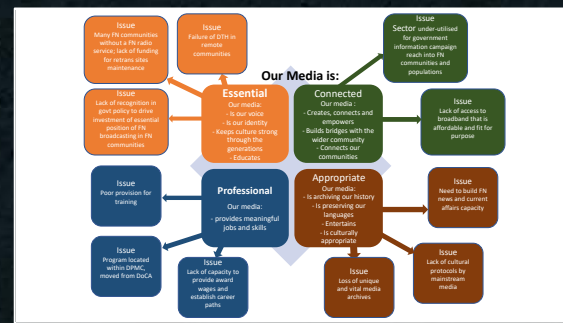 Issue
Many FN communities
without a FN radio
service; lack of funding
for retrans sites
maintenance
Issue
Failure of DTH in
remote
communities
Issue
Sector under-utilised for
government
information campaign
reach into FN
communities and
populations
Our Media is:
Issue
Lack of recognition in
govt policy to drive
investment of essential
position of FN
broadcasting in FN
communities
Essential
Our media:
- Is our voice
- Is our identity
- Keeps culture strong
through the
generations
- Educates
Connected
Our media :
- Creates, connects and
empowers
- Builds bridges with the
wider community
- Connects our
communities
Issue
Lack of access to
broadband that is
affordable and fit for
purpose
Issue
Poor provision for
training
Professional
Our media:
- provides meaningful
jobs and skills
Appropriate
Our media:
- Is archiving our history
- Is preserving our
languages
- Entertains
- Is culturally
appropriate
Issue
Need to build FN
news and current
affairs capacity
Issue
Program located
within DPMC,
moved from DoCA
Issue
Lack of capacity to
provide award
wages and
establish career
paths
Issue
Loss of unique
and vital media
archives
Issue
Lack of cultural
protocols by
mainstream
media